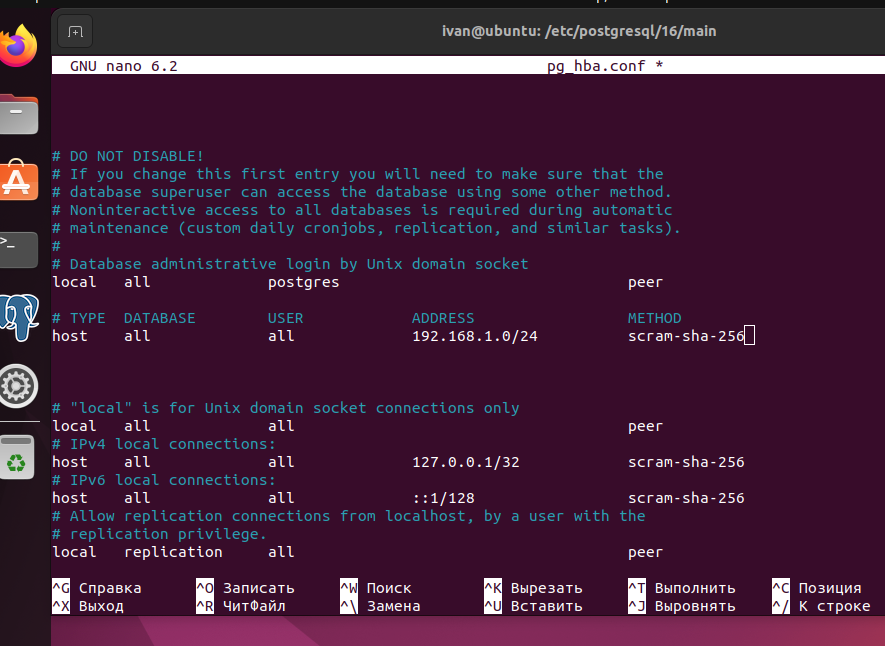 ivan@ubuntu: /etc/postgresql/16/main
GNU nano 6.2 pg_hba.conf *
# DO NOT DISABLE!
# If you change this first entry you will need to make sure that the
# database superuser can access the database using some other method.
# Noninteractive access to all databases is required during automatic
# maintenance (custom daily cronjobs, replication, and similar tasks).
#
# Database administrative login by Unix domain socket
local all postgres peer
# TYPE DATABASE USER ADDRESS METHOD
host all all 192.168.1.0/24 scram-sha-256
# "local" is for Unix domain socket connections only
local all all peer
# IPv4 local connections:
host all all 127.0.0.1/32 scram-sha-256
# IPv6 local connections:
host all all ::1/128 scram-sha-256
# Allow replication connections from localhost, by a user with the
# replication privilege.
local replication all peer
^G Справка ^O Записать ^W Поиск ^K Вырезать ^T Выполнить ^C Позиция
^X Выход ^R ЧитФайл ^\ Замена ^U Вставить ^J Выровнять ^/ К строке